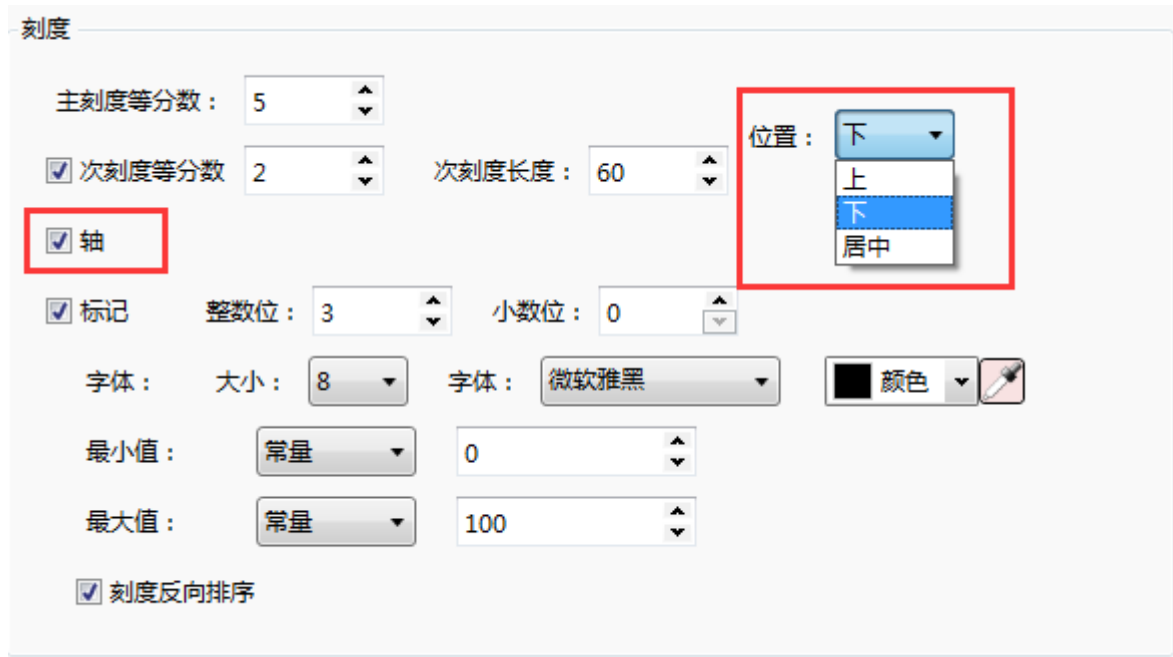 刻度
主刻度等分数： 5
位置： 下
次刻度等分数 2 次刻度长度： 60
上
下
居中
轴
标记 整数位： 3 小数位： 0
字体： 大小： 8 字体： 微软雅黑 颜色
最小值： 常量 0
最大值： 常量 100
刻度反向排序